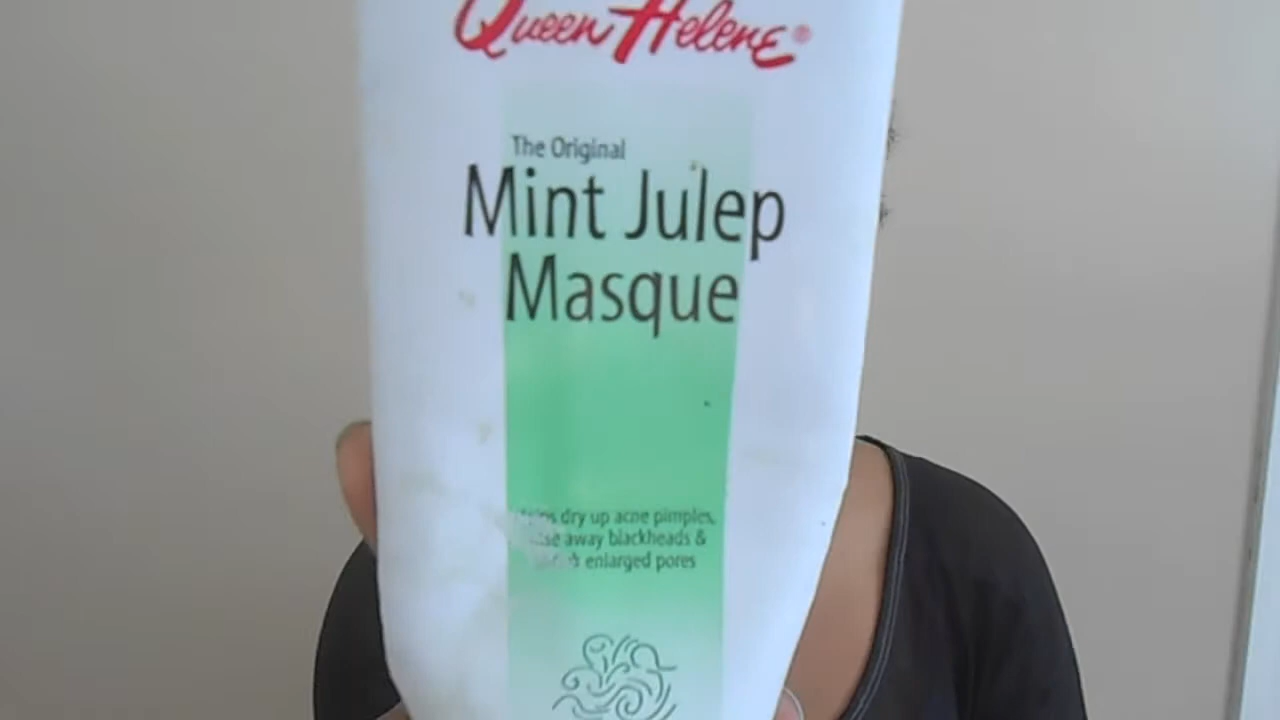 Queen Helene®
The Original
Mint Julep
Masque
dry up acne pimples,
away blackheads &
enlarged pores